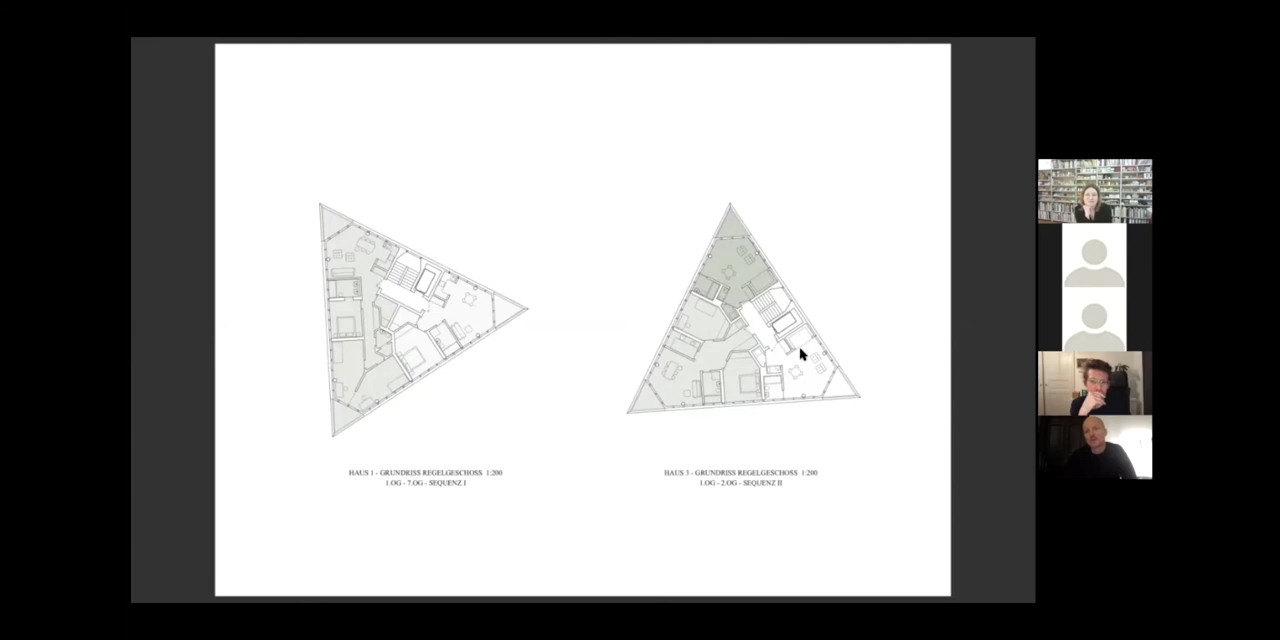 HAUS 1 - GRUNDRISS REGELGESCHOSS 1:200
1.OG - 7.OG - SEQUENZ I
HAUS 3 - GRUNDRISS REGELGESCHOSS 1:200
1.OG - 2.OG - SEQUENZ II